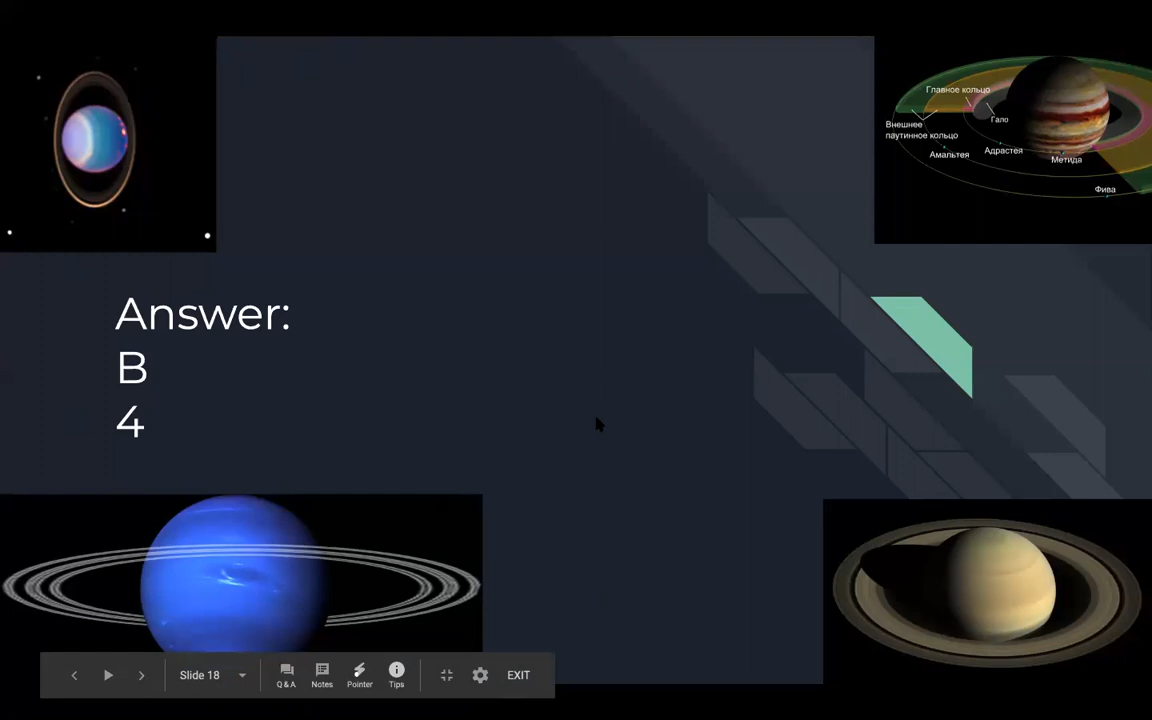 Главное кольцо
Гало
Внешнее
паутинное кольцо
Амальтея
Адрастея
Метида
Фива
Answer:
B
4
Slide 18
Q & A
Notes
Pointer
Tips
EXIT